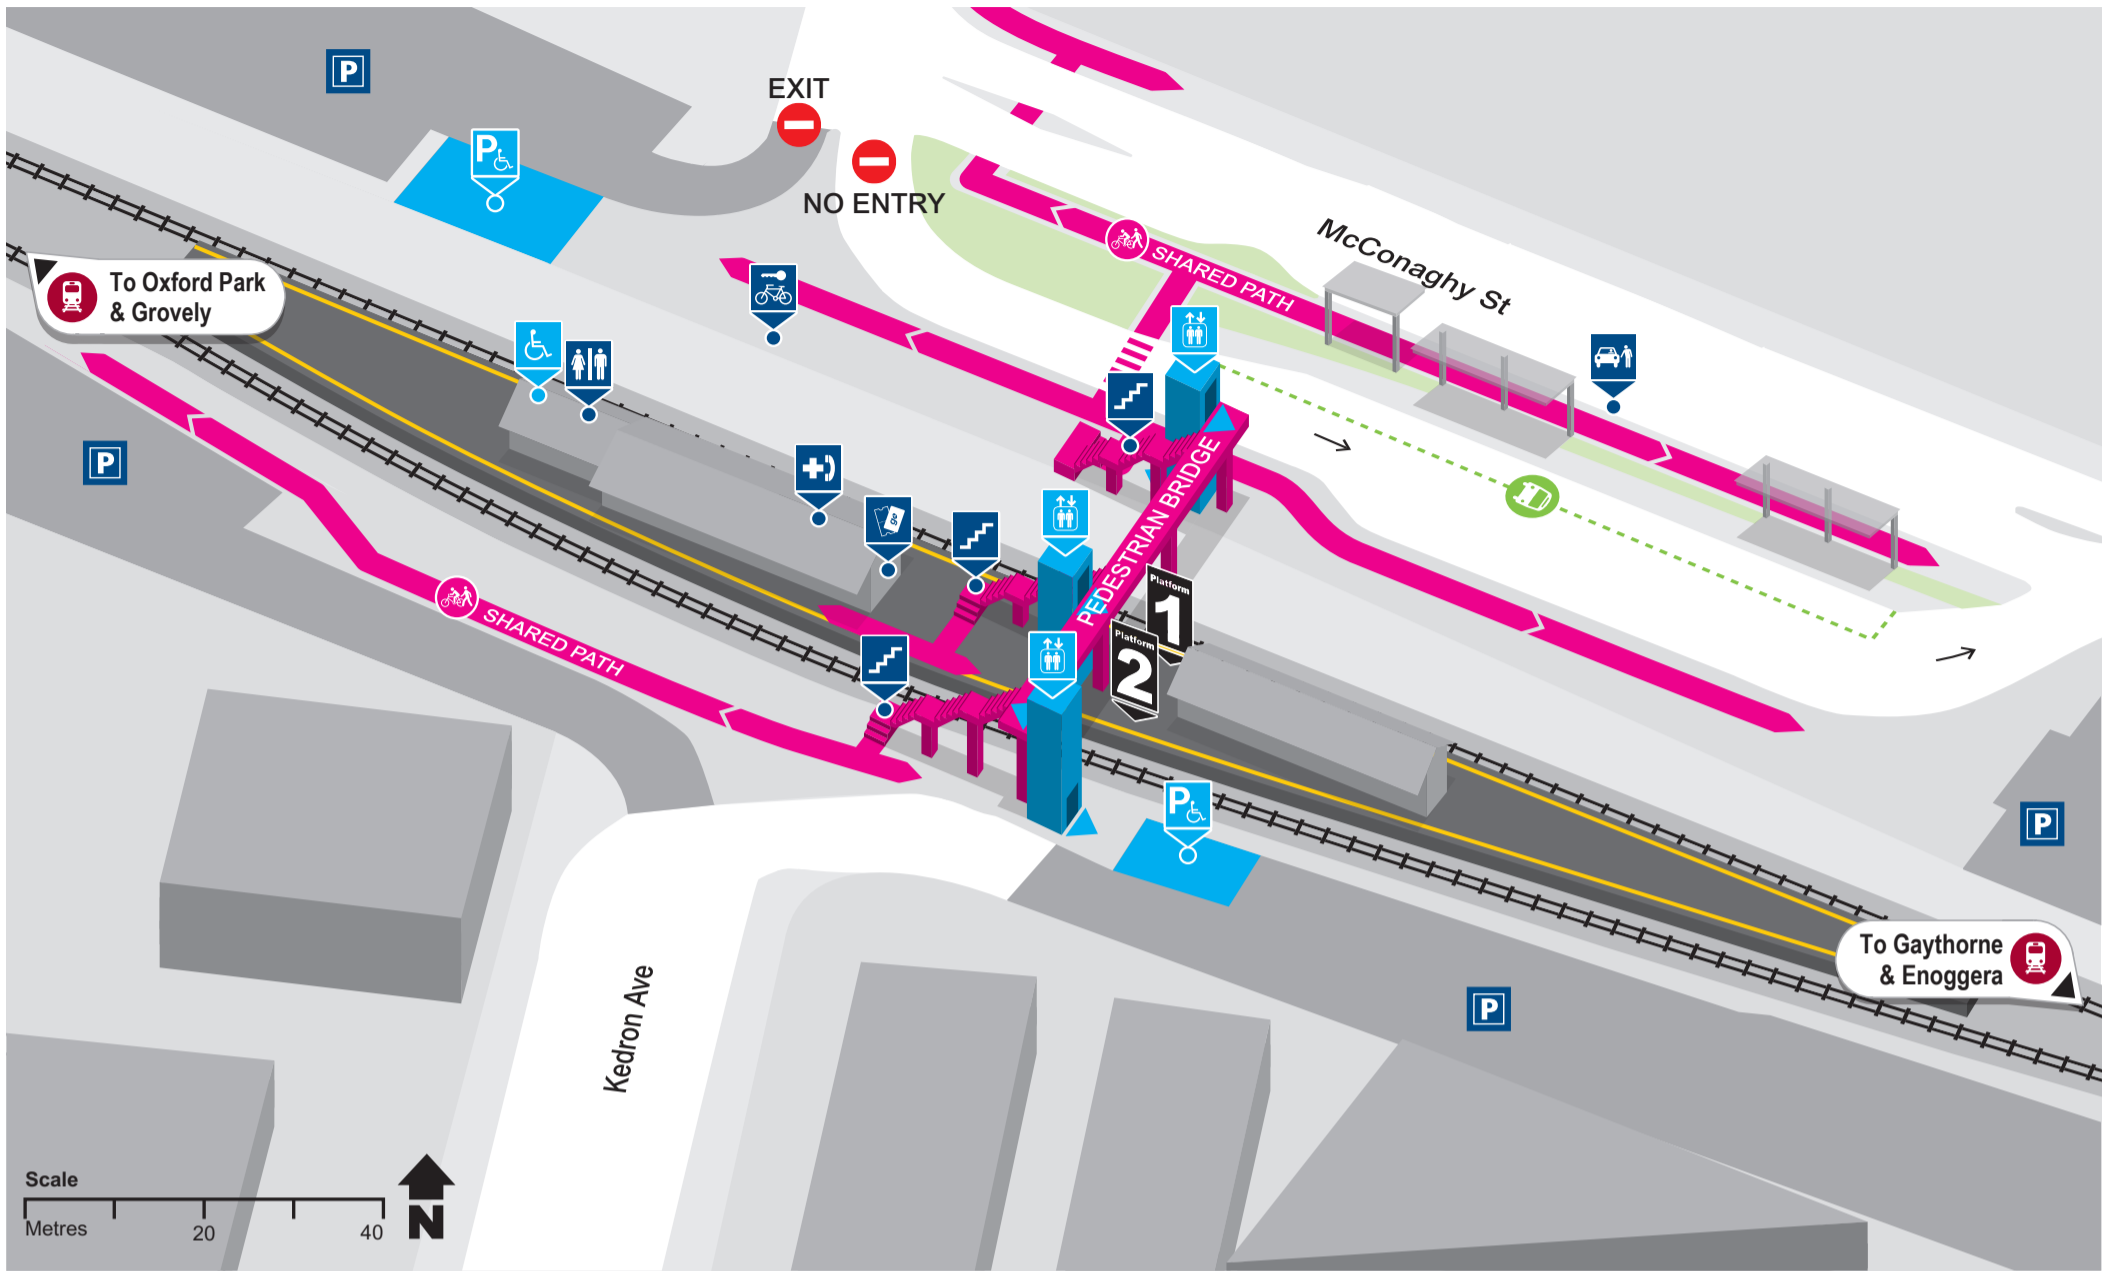 P
EXIT
P
NO ENTRY
McConaghy St
SHARED PATH
To Oxford Park
& Grovely
P
go
PEDESTRIAN BRIDGE
Platform
1
Platform
2
SHARED PATH
P
P
To Gaythorne
& Enoggera
P
Kedron Ave
Scale
Metres
20
40
N